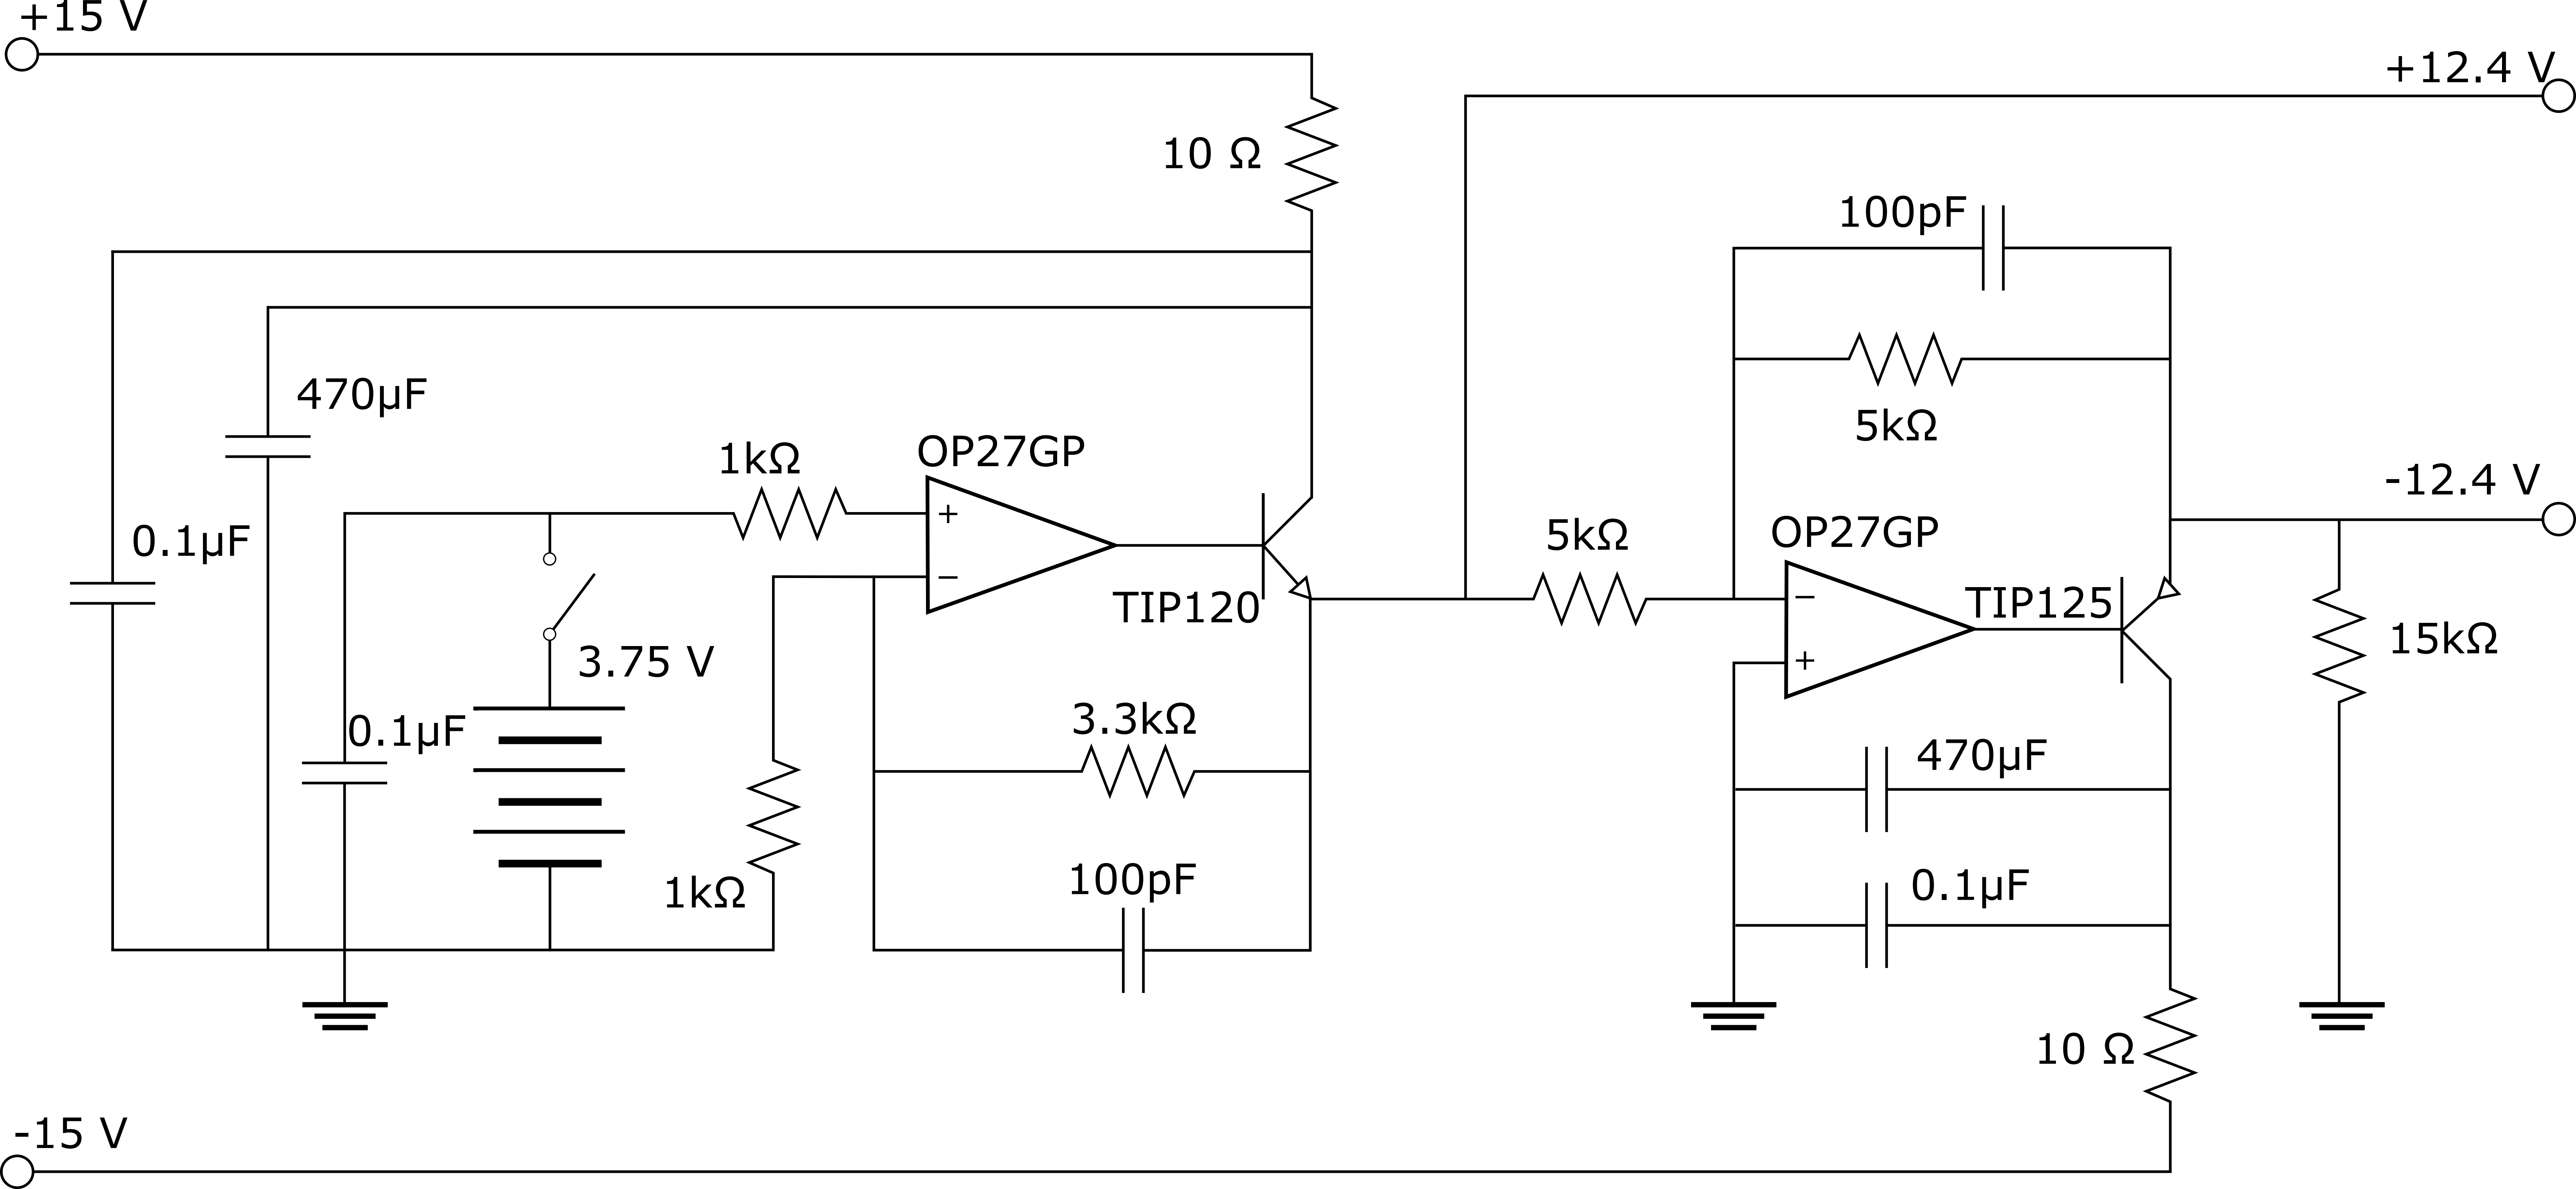 +15 V
+12.4 V
10 Ω
100pF
470µF
5kΩ
1kΩ
OP27GP
-12.4 V
0.1µF
+
5kΩ
OP27GP
−
−
TIP120
TIP125
+
15kΩ
3.75 V
3.3kΩ
0.1µF
470µF
1kΩ
100pF
0.1µF
10 Ω
-15 V